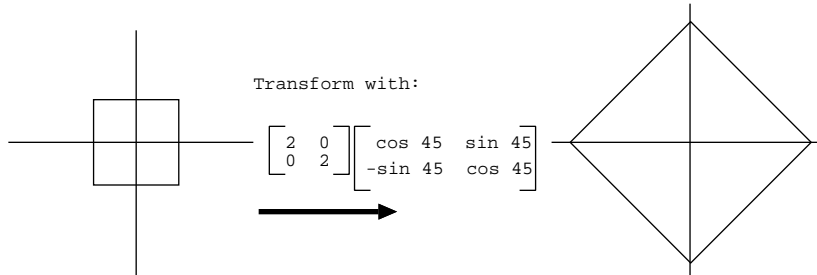 Transform with:
2 0
0 2
cos 45 sin 45
-sin 45 cos 45